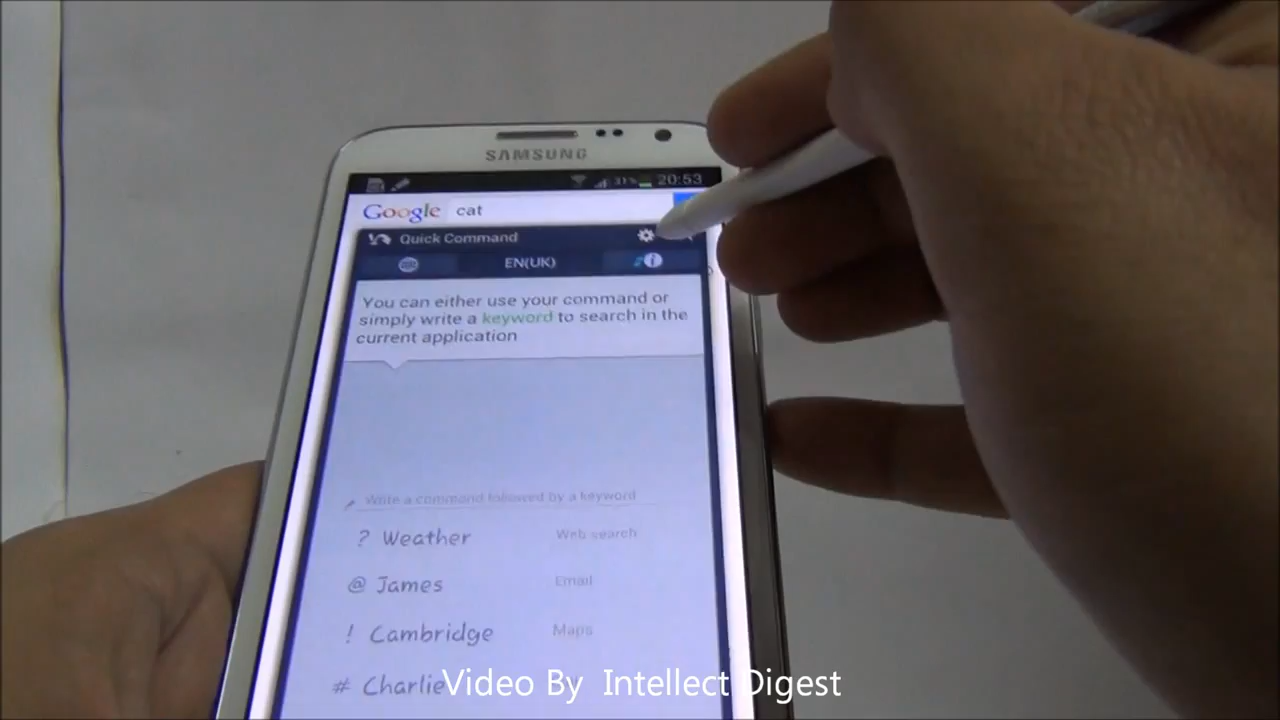 SAMSUNG
31% 20:53
Google cat
Quick Command
EN(UK)
You can either use your command or
simply write a keyword to search in the
current application
Write a command followed by a keyword
? Weather Web search
@ James Email
! Cambridge Maps
# Charlie
Video By Intellect Digest